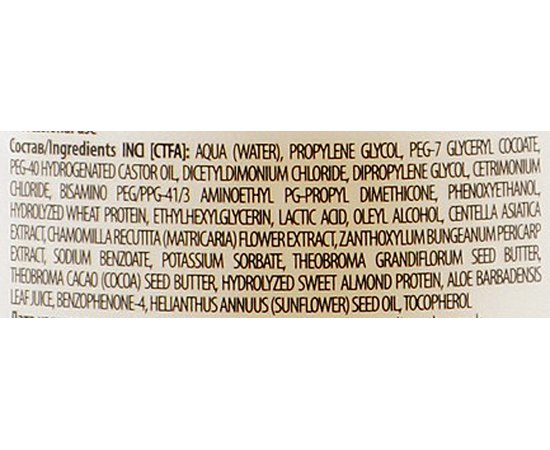 Состав/Ingredients INCI [CTFA]: AQUA (WATER), PROPYLENE GLYCOL, PEG-7 GLYCERYL COCOATE,
PEG-40 HYDROGENATED CASTOR OIL, DICETYLDIMONIUM CHLORIDE, DIPROPYLENE GLYCOL, CETRIMONIUM
CHLORIDE, BISAMINO PEG/PPG-41/3 AMINOETHYL PG-PROPYL DIMETHICONE, PHENOXYETHANOL,
HYDROLYZED WHEAT PROTEIN, ETHYLHEXYLGLYCERIN, LACTIC ACID, OLEYL ALCOHOL, CENTELLA ASIATICA
EXTRACT, CHAMOMILLA RECUTITA (MATRICARIA) FLOWER EXTRACT, ZANTHOXYLUM BUNGEANUM PERICARP
EXTRACT, SODIUM BENZOATE, POTASSIUM SORBATE, THEOBROMA GRANDIFLORUM SEED BUTTER,
THEOBROMA CACAO (COCOA) SEED BUTTER, HYDROLYZED SWEET ALMOND PROTEIN, ALOE BARBADENSIS
LEAF JUICE, BENZOPHENONE-4, HELIANTHUS ANNUUS (SUNFLOWER) SEED OIL, TOCOPHEROL